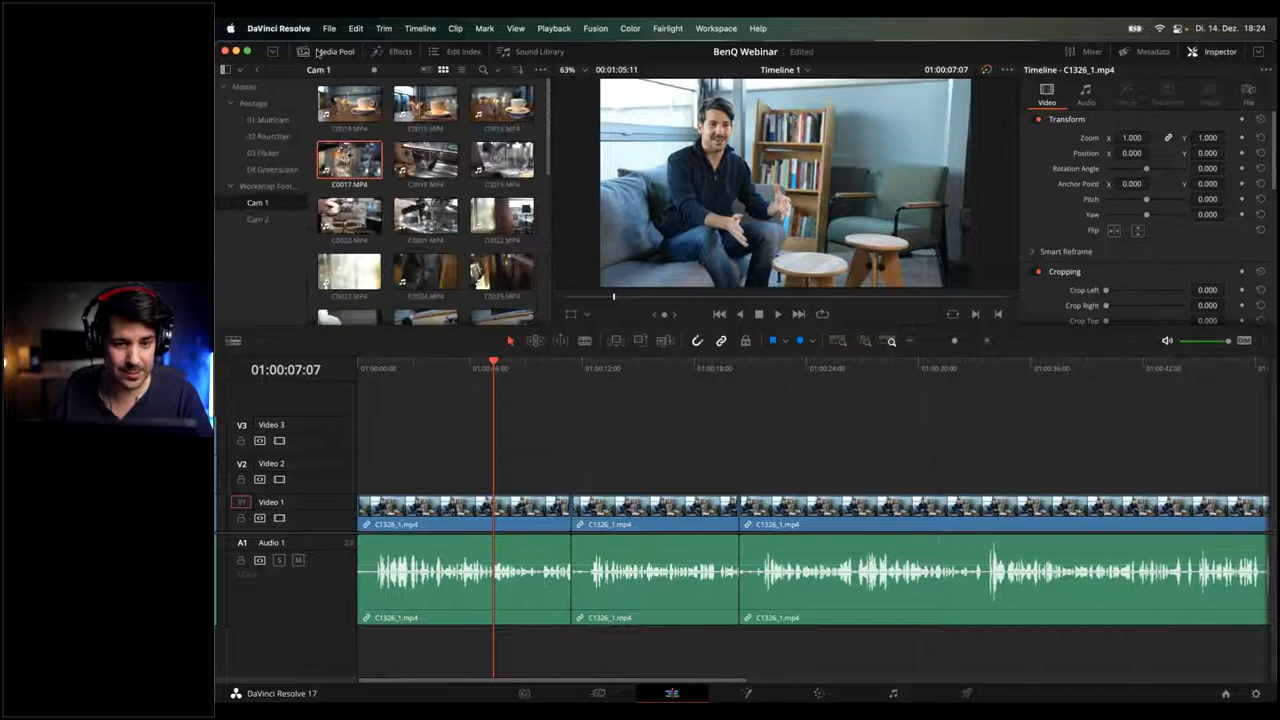 DaVinci Resolve File Edit Trim Timeline Clip Mark View Playback Fusion Color Fairlight Workspace Help Di. 14. Dez. 18:24
Media Pool Effects Edit Index Sound Library BenQ Webinar Edited Mixer Metadata Inspector
Cam 1 63% 00:01:05:11 Timeline 1 01:00:07:07 Timeline - C1326_1.mp4
Master
Footage
01 Multicam
02 Rauschen
03 Flicker
04 Greenscreen
Workshop Foo...
Cam 1
Cam 2
C0014.MP4 C0015.MP4 C0016.MP4
C0017.MP4 C0018.MP4 C0019.MP4
C0020.MP4 C0021.MP4 C0022.MP4
C0023.MP4 C0024.MP4 C0025.MP4
Video Audio File
Transform
Zoom X 1.000 Y 1.000
Position X 0.000 Y 0.000
Rotation Angle 0.000
Anchor Point X 0.000 Y 0.000
Pitch 0.000
Yaw 0.000
Flip
Smart Reframe
Cropping
Crop Left 0.000
Crop Right 0.000
Crop Top 0.000
DIM
01:00:07:07 01:00:00:00 01:00:12:00 01:00:18:00 01:00:24:00 01:00:30:00 01:00:36:00 01:00:42:00
V3 Video 3
V2 Video 2
V1 Video 1
C1326_1.mp4 C1326_1.mp4 C1326_1.mp4
A1 Audio 1 2.0
S M
C1326_1.mp4 C1326_1.mp4 C1326_1.mp4
DaVinci Resolve 17